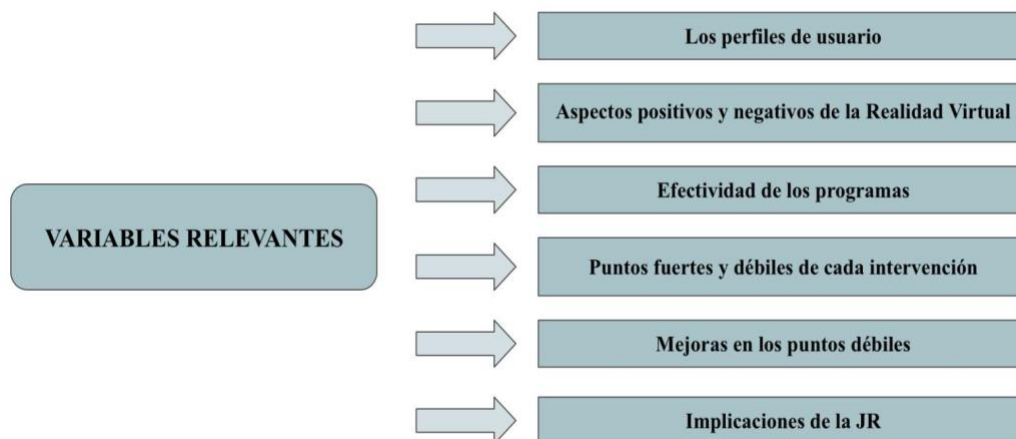 Los perfiles de usuario
Aspectos positivos y negativos de la Realidad Virtual
Efectividad de los programas
VARIABLES RELEVANTES
Puntos fuertes y débiles de cada intervención
Mejoras en los puntos débiles
Implicaciones de la JR